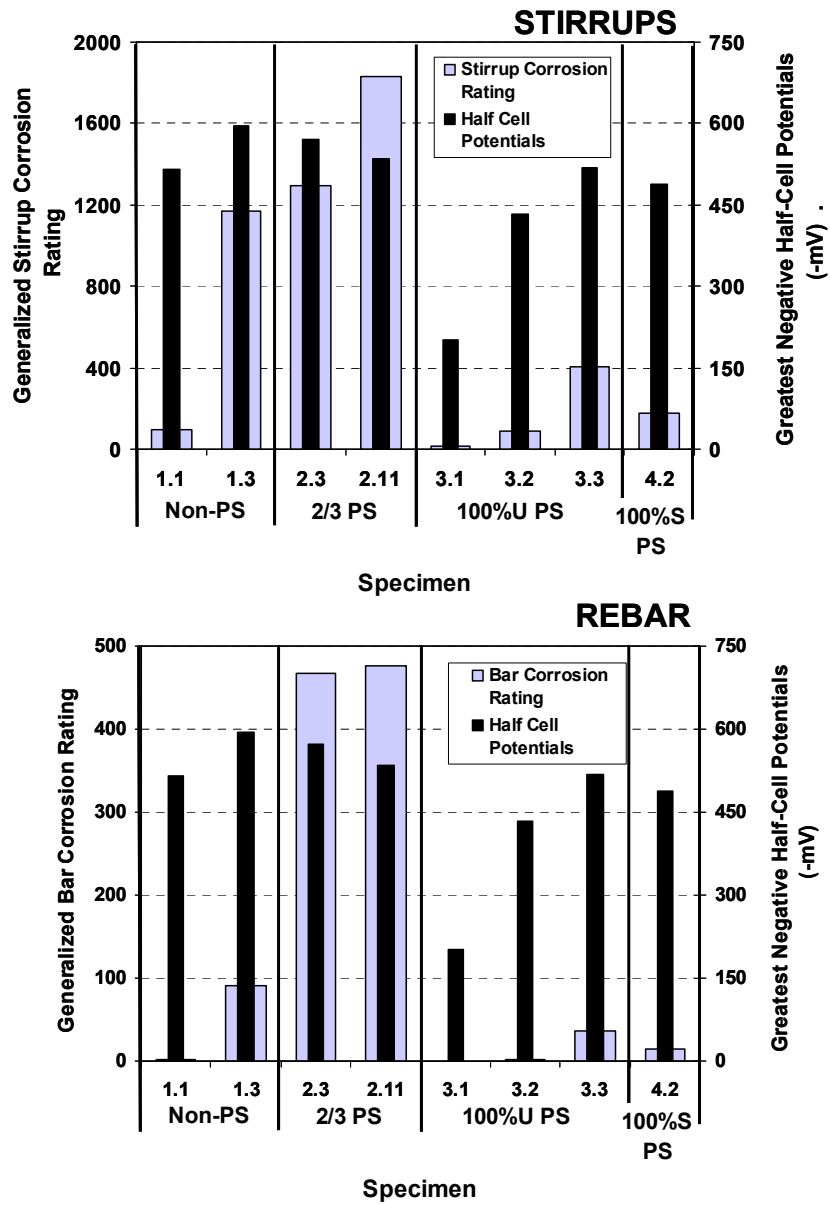 STIRRUPS
2000
1600
1200
800
400
0
Generalized Stirrup Corrosion
Rating
Stirrup Corrosion
Rating
Half Cell
Potentials
750
600
450
300
150
0
Greatest Negative Half-Cell Potentials
(-mV) .
1.1 1.3 2.3 2.11 3.1 3.2 3.3 4.2
Non-PS 2/3 PS 100%U PS 100%S
PS
Specimen
REBAR
500
400
300
200
100
0
Generalized Bar Corrosion Rating
Bar Corrosion
Rating
Half Cell
Potentials
750
600
450
300
150
0
Greatest Negative Half-Cell Potentials
(-mV)
1.1 1.3 2.3 2.11 3.1 3.2 3.3 4.2
Non-PS 2/3 PS 100%U PS 100%S
PS
Specimen